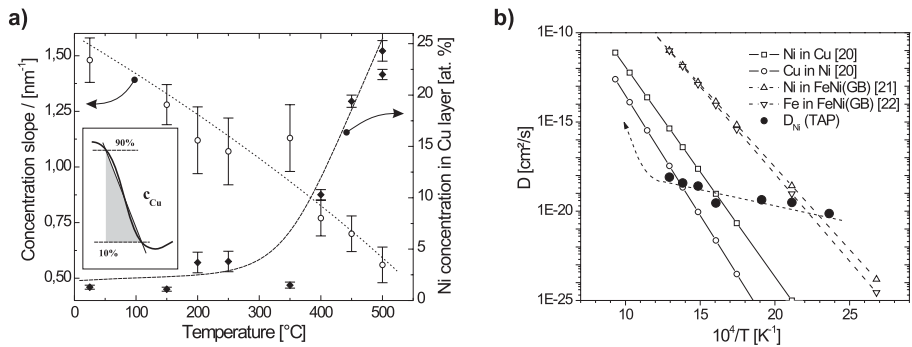 a)
Concentration slope / [nm⁻¹]
1,50
1,25
1,00
0,75
0,50
90%
c_Cu
10%
0
100
200
300
400
500
Temperature [°C]
25
20
15
10
5
0
Ni concentration in Cu layer [at. %]
b)
D [cm²/s]
1E-10
1E-15
1E-20
1E-25
Ni in Cu [20]
Cu in Ni [20]
Ni in FeNi(GB) [21]
Fe in FeNi(GB) [22]
D_Ni (TAP)
10
15
20
25
10⁴/T [K⁻¹]